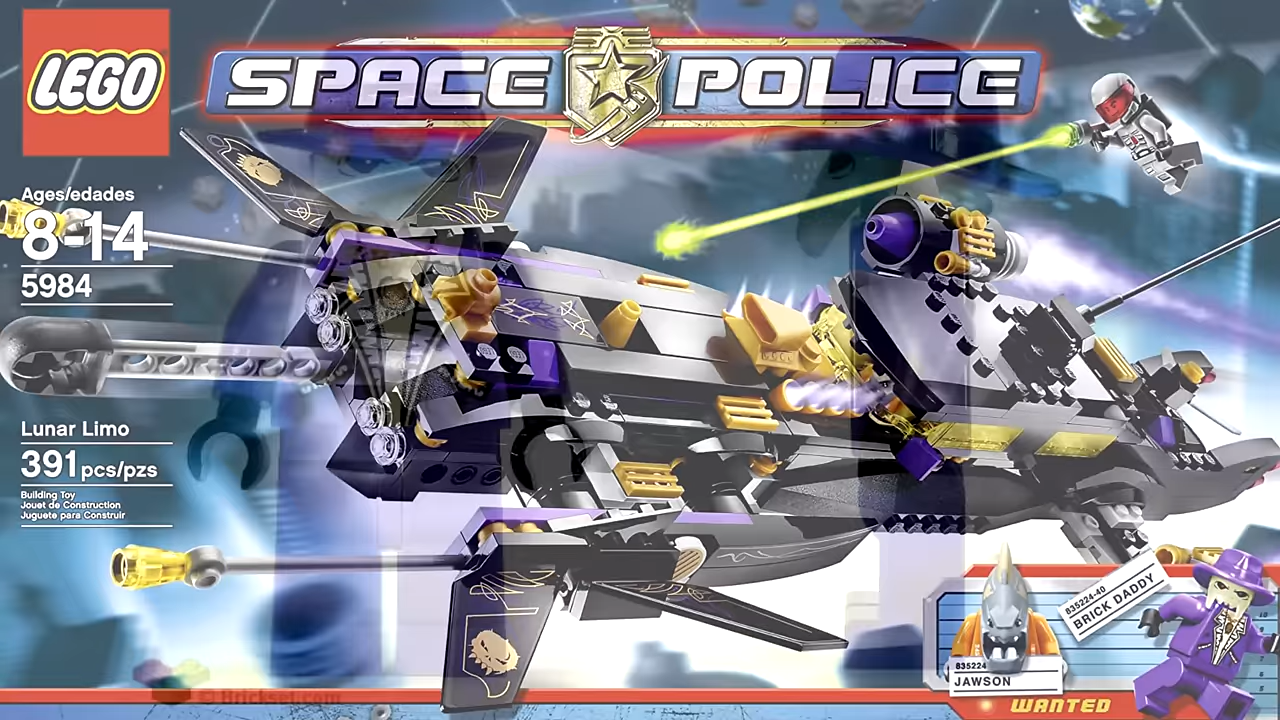 LEGO
SPACE POLICE
Ages/edades
8-14
5984
Lunar Limo
391 pcs/pzs
Building Toy
Jouet de Construction
Juguete para Construir
835224-40
BRICK DADDY
835224
JAWSON
WANTED
© Brickset.com